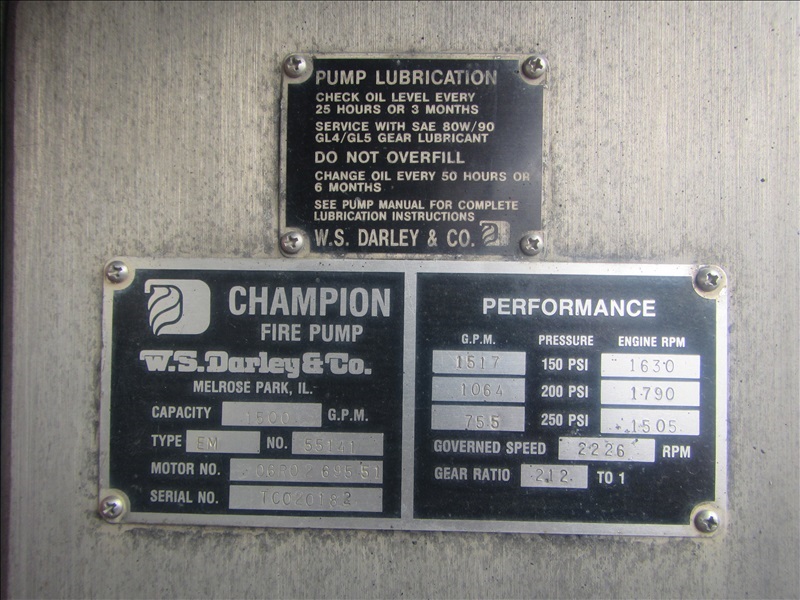 PUMP LUBRICATION
CHECK OIL LEVEL EVERY
25 HOURS OR 3 MONTHS
SERVICE WITH SAE 80W/90
GL4/GL5 GEAR LUBRICANT
DO NOT OVERFILL
CHANGE OIL EVERY 50 HOURS OR
6 MONTHS
SEE PUMP MANUAL FOR COMPLETE
LUBRICATION INSTRUCTIONS
W.S. DARLEY & CO.
CHAMPION
FIRE PUMP
W.S.Darley&Co.
MELROSE PARK, IL.
CAPACITY 1500 G.P.M.
TYPE EM NO. 55141
MOTOR NO.
SERIAL NO.
PERFORMANCE
G.P.M. PRESSURE ENGINE RPM
1517 150 PSI 1630
1064 200 PSI 1790
755 250 PSI 1505
GOVERNED SPEED 2226 RPM
GEAR RATIO 212 TO 1